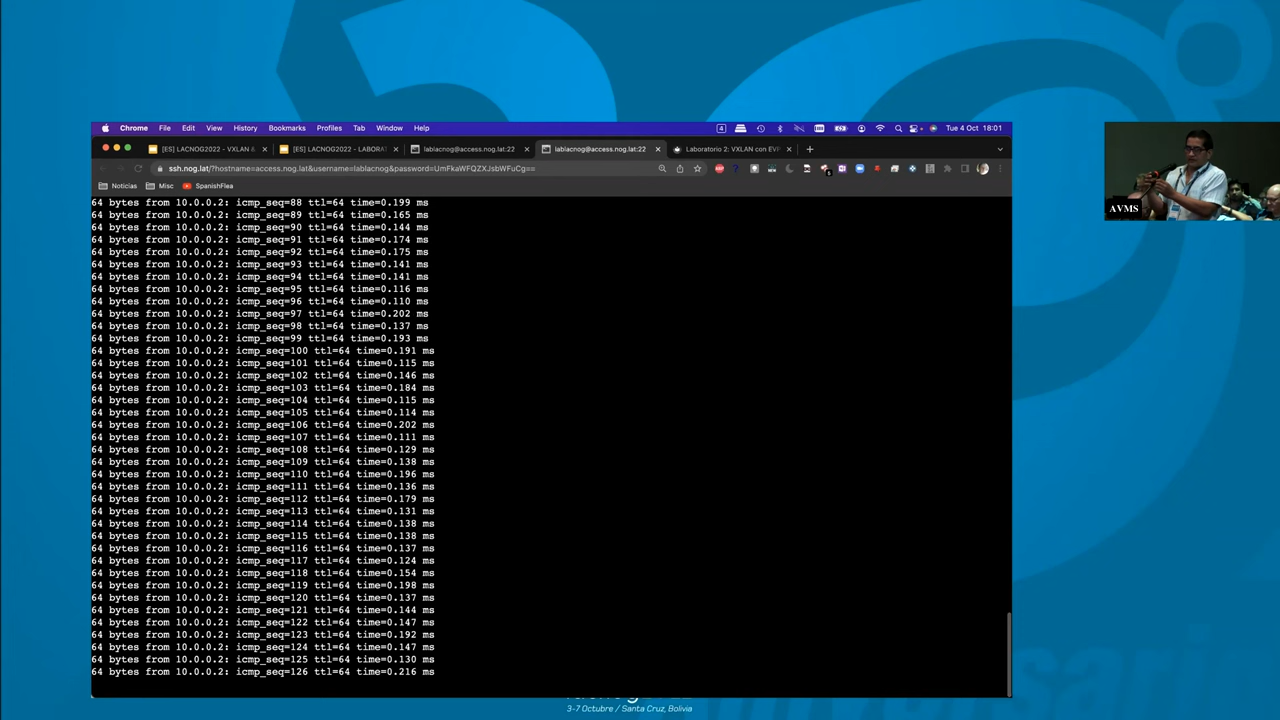 Chrome File Edit View History Bookmarks Profiles Tab Window Help
4 Tue 4 Oct 18:01
[ES] LACNOG2022 - VXLAN &
[ES] LACNOG2022 - LABORA
lablacnog@access.nog.lat:22
lablacnog@access.nog.lat:22
Laboratorio 2: VXLAN con EVP
ssh.nog.lat/?hostname=access.nog.lat&username=lablacnog&password=UmFkaWFQZXJsbWFuCg==
Noticias Misc SpanishFlea
64 bytes from 10.0.0.2: icmp_seq=88 ttl=64 time=0.199 ms
64 bytes from 10.0.0.2: icmp_seq=89 ttl=64 time=0.165 ms
64 bytes from 10.0.0.2: icmp_seq=90 ttl=64 time=0.144 ms
64 bytes from 10.0.0.2: icmp_seq=91 ttl=64 time=0.174 ms
64 bytes from 10.0.0.2: icmp_seq=92 ttl=64 time=0.175 ms
64 bytes from 10.0.0.2: icmp_seq=93 ttl=64 time=0.141 ms
64 bytes from 10.0.0.2: icmp_seq=94 ttl=64 time=0.141 ms
64 bytes from 10.0.0.2: icmp_seq=95 ttl=64 time=0.116 ms
64 bytes from 10.0.0.2: icmp_seq=96 ttl=64 time=0.110 ms
64 bytes from 10.0.0.2: icmp_seq=97 ttl=64 time=0.202 ms
64 bytes from 10.0.0.2: icmp_seq=98 ttl=64 time=0.137 ms
64 bytes from 10.0.0.2: icmp_seq=99 ttl=64 time=0.193 ms
64 bytes from 10.0.0.2: icmp_seq=100 ttl=64 time=0.191 ms
64 bytes from 10.0.0.2: icmp_seq=101 ttl=64 time=0.115 ms
64 bytes from 10.0.0.2: icmp_seq=102 ttl=64 time=0.146 ms
64 bytes from 10.0.0.2: icmp_seq=103 ttl=64 time=0.184 ms
64 bytes from 10.0.0.2: icmp_seq=104 ttl=64 time=0.115 ms
64 bytes from 10.0.0.2: icmp_seq=105 ttl=64 time=0.114 ms
64 bytes from 10.0.0.2: icmp_seq=106 ttl=64 time=0.202 ms
64 bytes from 10.0.0.2: icmp_seq=107 ttl=64 time=0.111 ms
64 bytes from 10.0.0.2: icmp_seq=108 ttl=64 time=0.129 ms
64 bytes from 10.0.0.2: icmp_seq=109 ttl=64 time=0.138 ms
64 bytes from 10.0.0.2: icmp_seq=110 ttl=64 time=0.196 ms
64 bytes from 10.0.0.2: icmp_seq=111 ttl=64 time=0.136 ms
64 bytes from 10.0.0.2: icmp_seq=112 ttl=64 time=0.179 ms
64 bytes from 10.0.0.2: icmp_seq=113 ttl=64 time=0.131 ms
64 bytes from 10.0.0.2: icmp_seq=114 ttl=64 time=0.138 ms
64 bytes from 10.0.0.2: icmp_seq=115 ttl=64 time=0.138 ms
64 bytes from 10.0.0.2: icmp_seq=116 ttl=64 time=0.137 ms
64 bytes from 10.0.0.2: icmp_seq=117 ttl=64 time=0.124 ms
64 bytes from 10.0.0.2: icmp_seq=118 ttl=64 time=0.154 ms
64 bytes from 10.0.0.2: icmp_seq=119 ttl=64 time=0.198 ms
64 bytes from 10.0.0.2: icmp_seq=120 ttl=64 time=0.137 ms
64 bytes from 10.0.0.2: icmp_seq=121 ttl=64 time=0.144 ms
64 bytes from 10.0.0.2: icmp_seq=122 ttl=64 time=0.147 ms
64 bytes from 10.0.0.2: icmp_seq=123 ttl=64 time=0.192 ms
64 bytes from 10.0.0.2: icmp_seq=124 ttl=64 time=0.147 ms
64 bytes from 10.0.0.2: icmp_seq=125 ttl=64 time=0.130 ms
64 bytes from 10.0.0.2: icmp_seq=126 ttl=64 time=0.216 ms
AVMS
3-7 Octubre / Santa Cruz, Bolivia